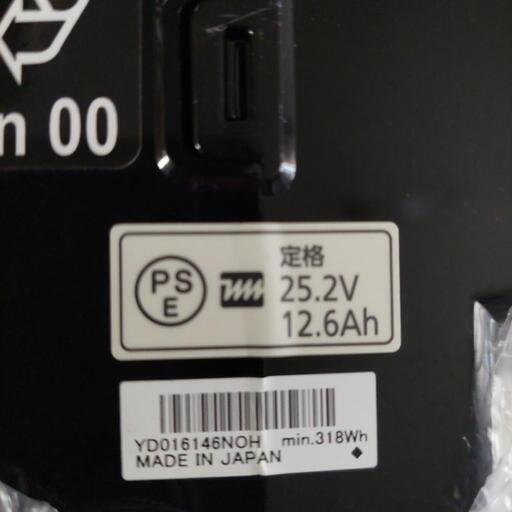 n 00
PS
E
定格
25.2V
12.6Ah
YD016146NOH min.318Wh
MADE IN JAPAN